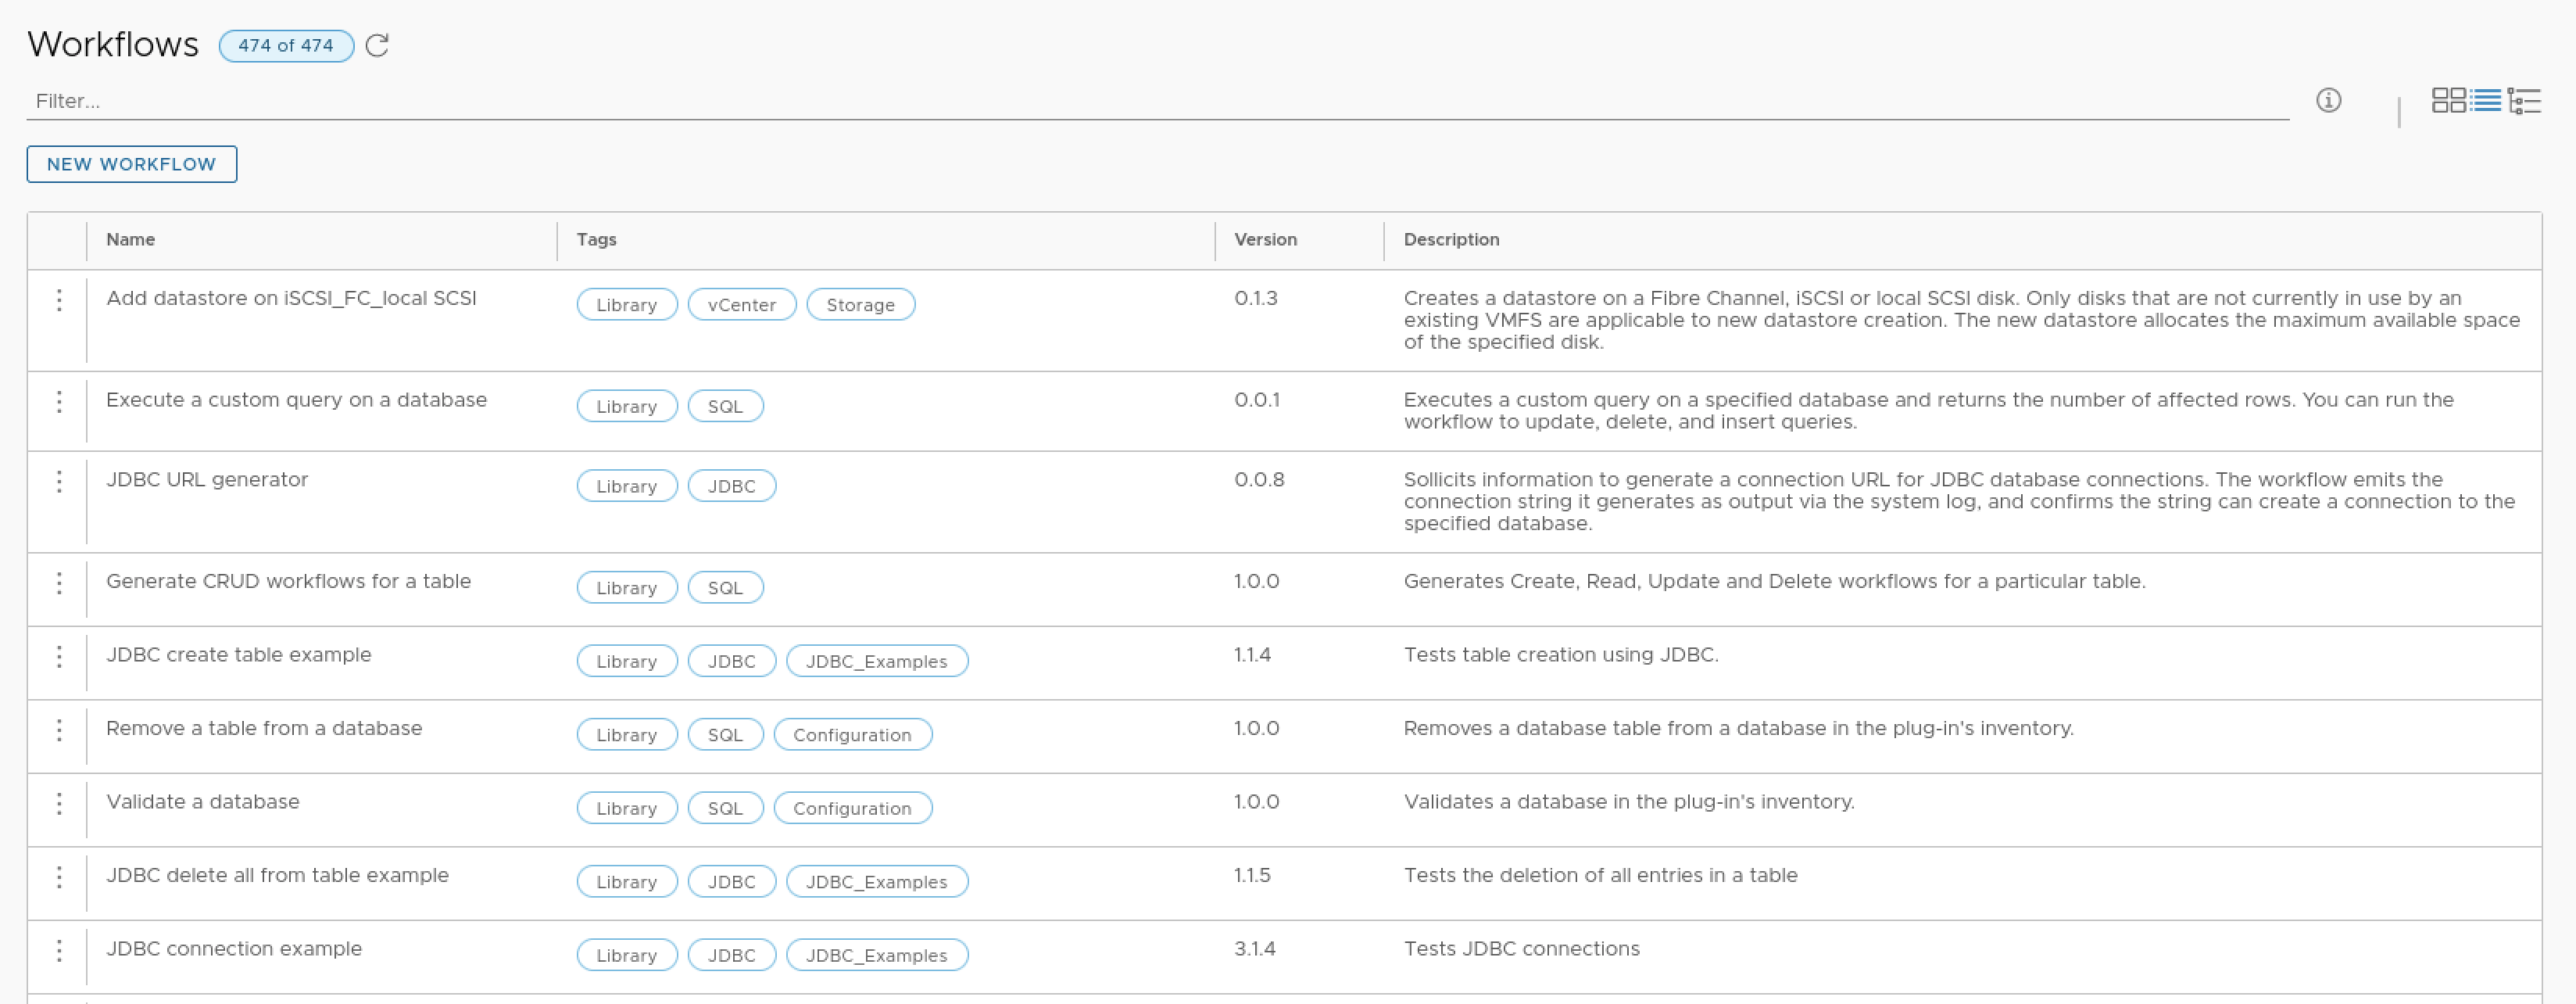 Workflows 474 of 474
Filter...
NEW WORKFLOW
Name Tags Version Description
Add datastore on iSCSI_FC_local SCSI Library vCenter Storage 0.1.3 Creates a datastore on a Fibre Channel, iSCSI or local SCSI disk. Only disks that are not currently in use by an
existing VMFS are applicable to new datastore creation. The new datastore allocates the maximum available space
of the specified disk.
Execute a custom query on a database Library SQL 0.0.1 Executes a custom query on a specified database and returns the number of affected rows. You can run the
workflow to update, delete, and insert queries.
JDBC URL generator Library JDBC 0.0.8 Sollicits information to generate a connection URL for JDBC database connections. The workflow emits the
connection string it generates as output via the system log, and confirms the string can create a connection to the
specified database.
Generate CRUD workflows for a table Library SQL 1.0.0 Generates Create, Read, Update and Delete workflows for a particular table.
JDBC create table example Library JDBC JDBC_Examples 1.1.4 Tests table creation using JDBC.
Remove a table from a database Library SQL Configuration 1.0.0 Removes a database table from a database in the plug-in's inventory.
Validate a database Library SQL Configuration 1.0.0 Validates a database in the plug-in's inventory.
JDBC delete all from table example Library JDBC JDBC_Examples 1.1.5 Tests the deletion of all entries in a table
JDBC connection example Library JDBC JDBC_Examples 3.1.4 Tests JDBC connections